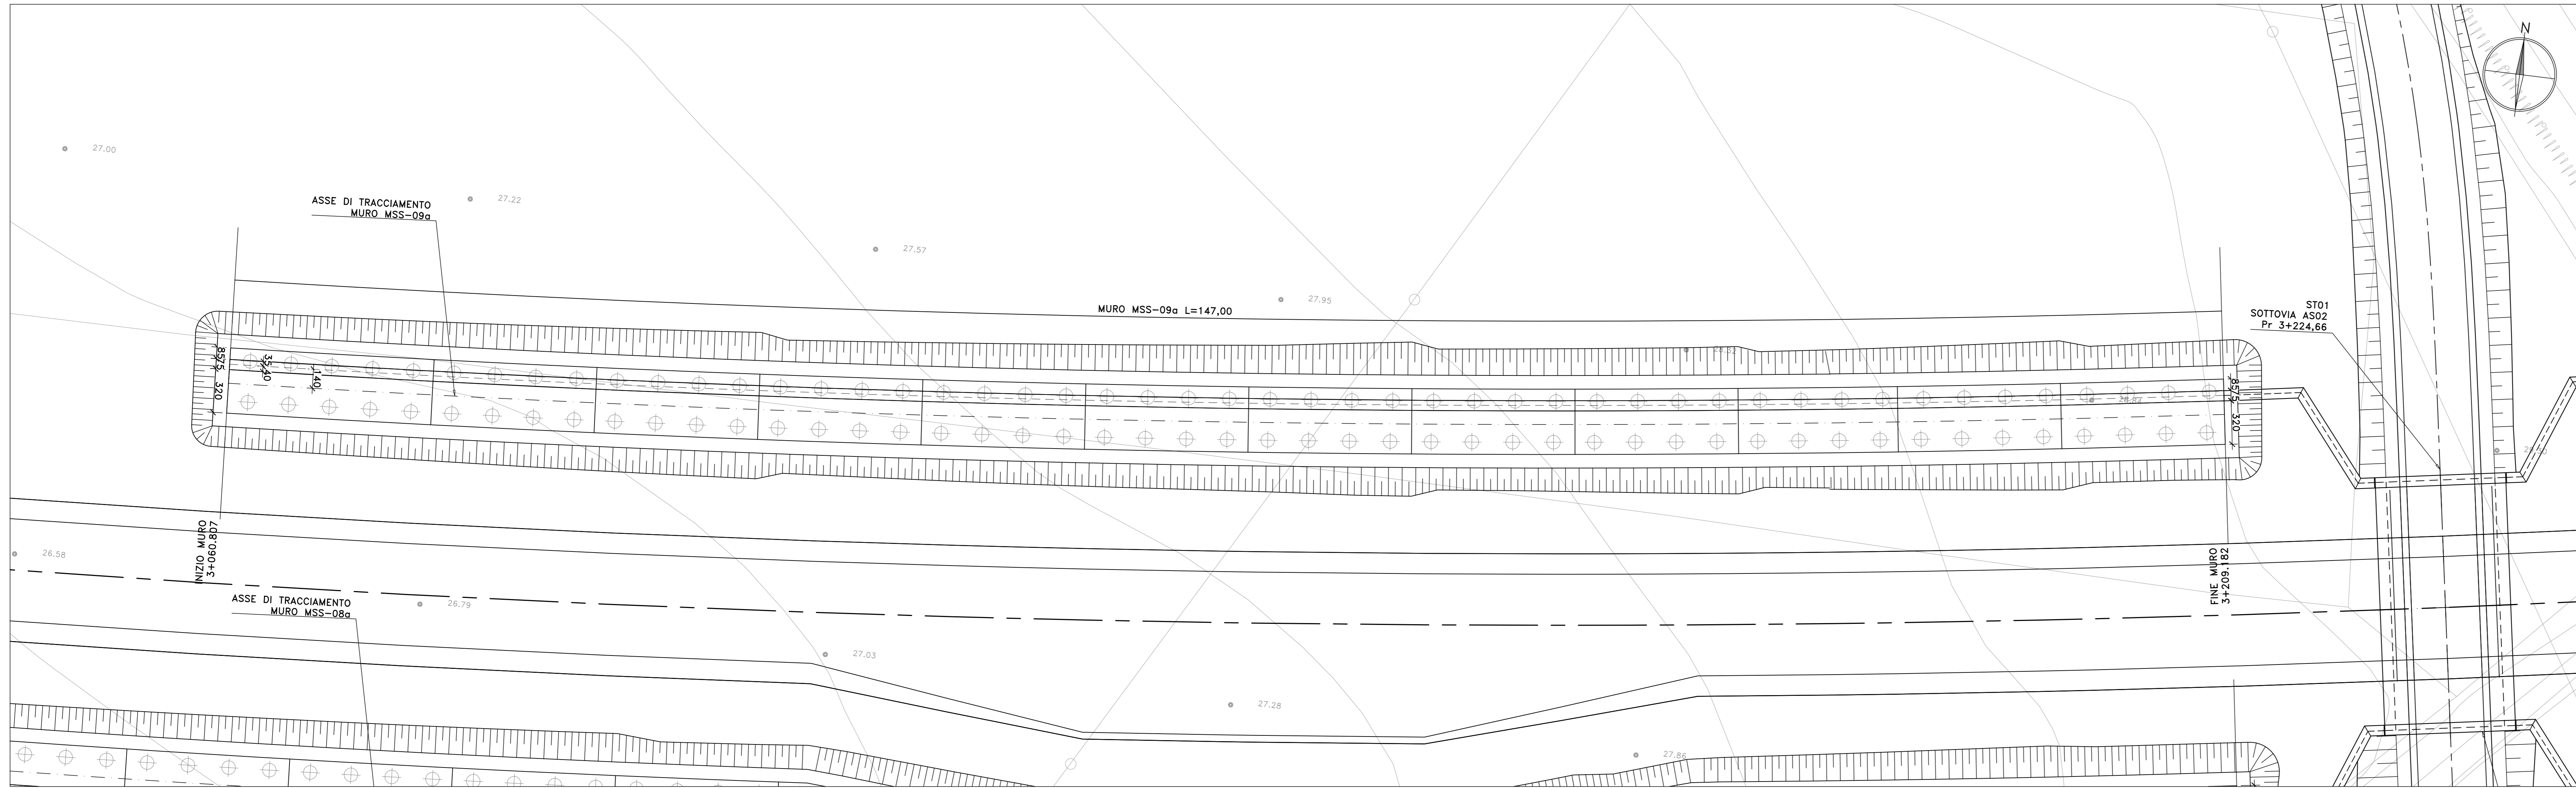 N
27.00
27.22
ASSE DI TRACCIAMENTO
MURO MSS-09a
27.57
27.95
MURO MSS-09a L=147,00
ST01
SOTTOVIA AS02
Pr 3+224,66
8575
320
35
40
140
8575
320
INIZIO MURO
3+060.807
FINE MURO
3+209.182
26.58
ASSE DI TRACCIAMENTO
MURO MSS-08a
26.79
27.03
27.28
27.86